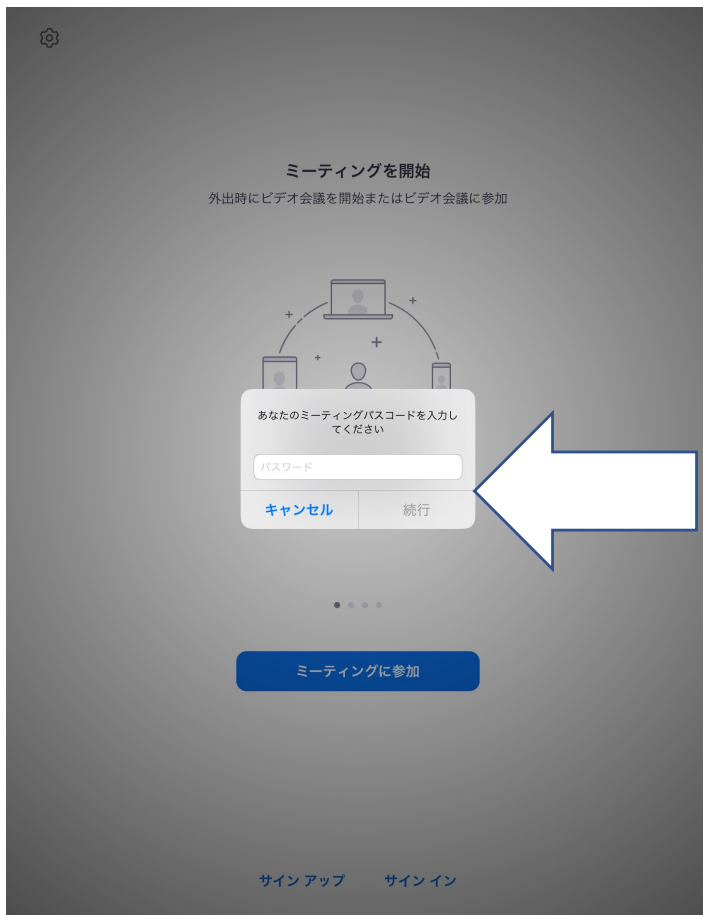 ミーティングを開始
外出時にビデオ会議を開始またはビデオ会議に参加
あなたのミーティングパスコードを入力し
てください
パスワード
キャンセル 続行
ミーティングに参加
サイン アップ サイン イン